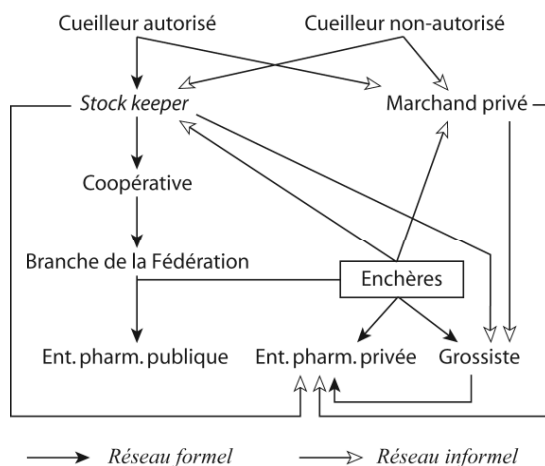 Cueilleur autorisé
Cueilleur non-autorisé
Stock keeper
Marchand privé
Coopérative
Branche de la Fédération
Enchères
Ent. pharm. publique
Ent. pharm. privée
Grossiste
Réseau formel
Réseau informel